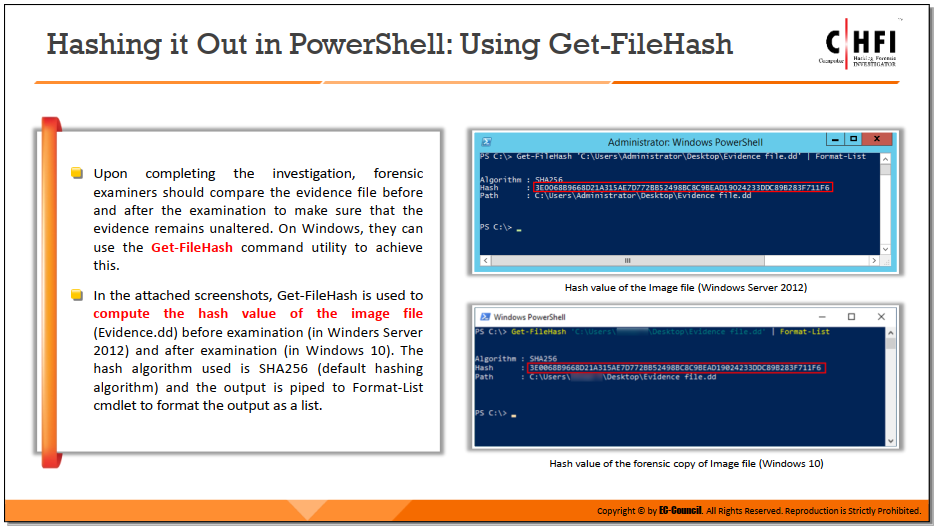 Hashing it Out in PowerShell: Using Get-FileHash
CHFI
Computer Hacking Forensic
INVESTIGATOR
Upon completing the investigation, forensic
examiners should compare the evidence file before
and after the examination to make sure that the
evidence remains unaltered. On Windows, they can
use the Get-FileHash command utility to achieve
this.
In the attached screenshots, Get-FileHash is used to
compute the hash value of the image file
(Evidence.dd) before examination (in Winders Server
2012) and after examination (in Windows 10). The
hash algorithm used is SHA256 (default hashing
algorithm) and the output is piped to Format-List
cmdlet to format the output as a list.
Administrator: Windows PowerShell
PS C:\> Get-FileHash 'C:\Users\Administrator\Desktop\Evidence file.dd' | Format-List
Algorithm : SHA256
Hash : 3E0068B9668D21A315AE7D772BB52498BC8C9BEAD19024233DDC89B283F711F6
Path : C:\Users\Administrator\Desktop\Evidence file.dd
PS C:\> _
Hash value of the Image file (Windows Server 2012)
Windows PowerShell
PS C:\> Get-FileHash 'C:\Users\ \Desktop\Evidence file.dd' | Format-List
Algorithm : SHA256
Hash : 3E0068B9668D21A315AE7D772BB52498BC8C9BEAD19024233DDC89B283F711F6
Path : C:\Users\ \Desktop\Evidence file.dd
PS C:\> _
Hash value of the forensic copy of Image file (Windows 10)
Copyright © by EC-Council. All Rights Reserved. Reproduction is Strictly Prohibited.